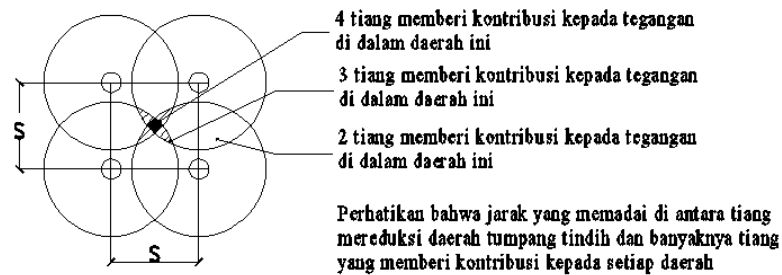 4 tiang memberi kontribusi kepada tegangan
di dalam daerah ini
3 tiang memberi kontribusi kepada tegangan
di dalam daerah ini
S
2 tiang memberi kontribusi kepada tegangan
di dalam daerah ini
S
Perhatikan bahwa jarak yang memadai di antara tiang
mereduksi daerah tumpang tindih dan banyaknya tiang
yang memberi kontribusi kepada setiap daerah